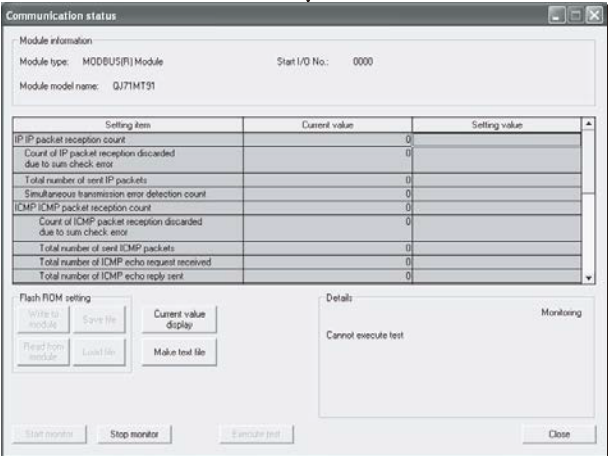 Communication status
Module information
Module type: MODBUS(R) Module Start I/O No.: 0000
Module model name: QJ71MT91
Setting item Current value Setting value
IP IP packet reception count 0
Count of IP packet reception discarded
due to sum check error 0
Total number of sent IP packets 0
Simultaneous transmission error detection count 0
ICMP ICMP packet reception count 0
Count of ICMP packet reception discarded
due to sum check error 0
Total number of sent ICMP packets 0
Total number of ICMP echo request received 0
Total number of ICMP echo reply sent 0
Flash ROM setting
Write to
module
Save file
Current value
display
Read from
module
Load file
Make text file
Details
Monitoring
Cannot execute test
Start monitor
Stop monitor
Execute test
Close